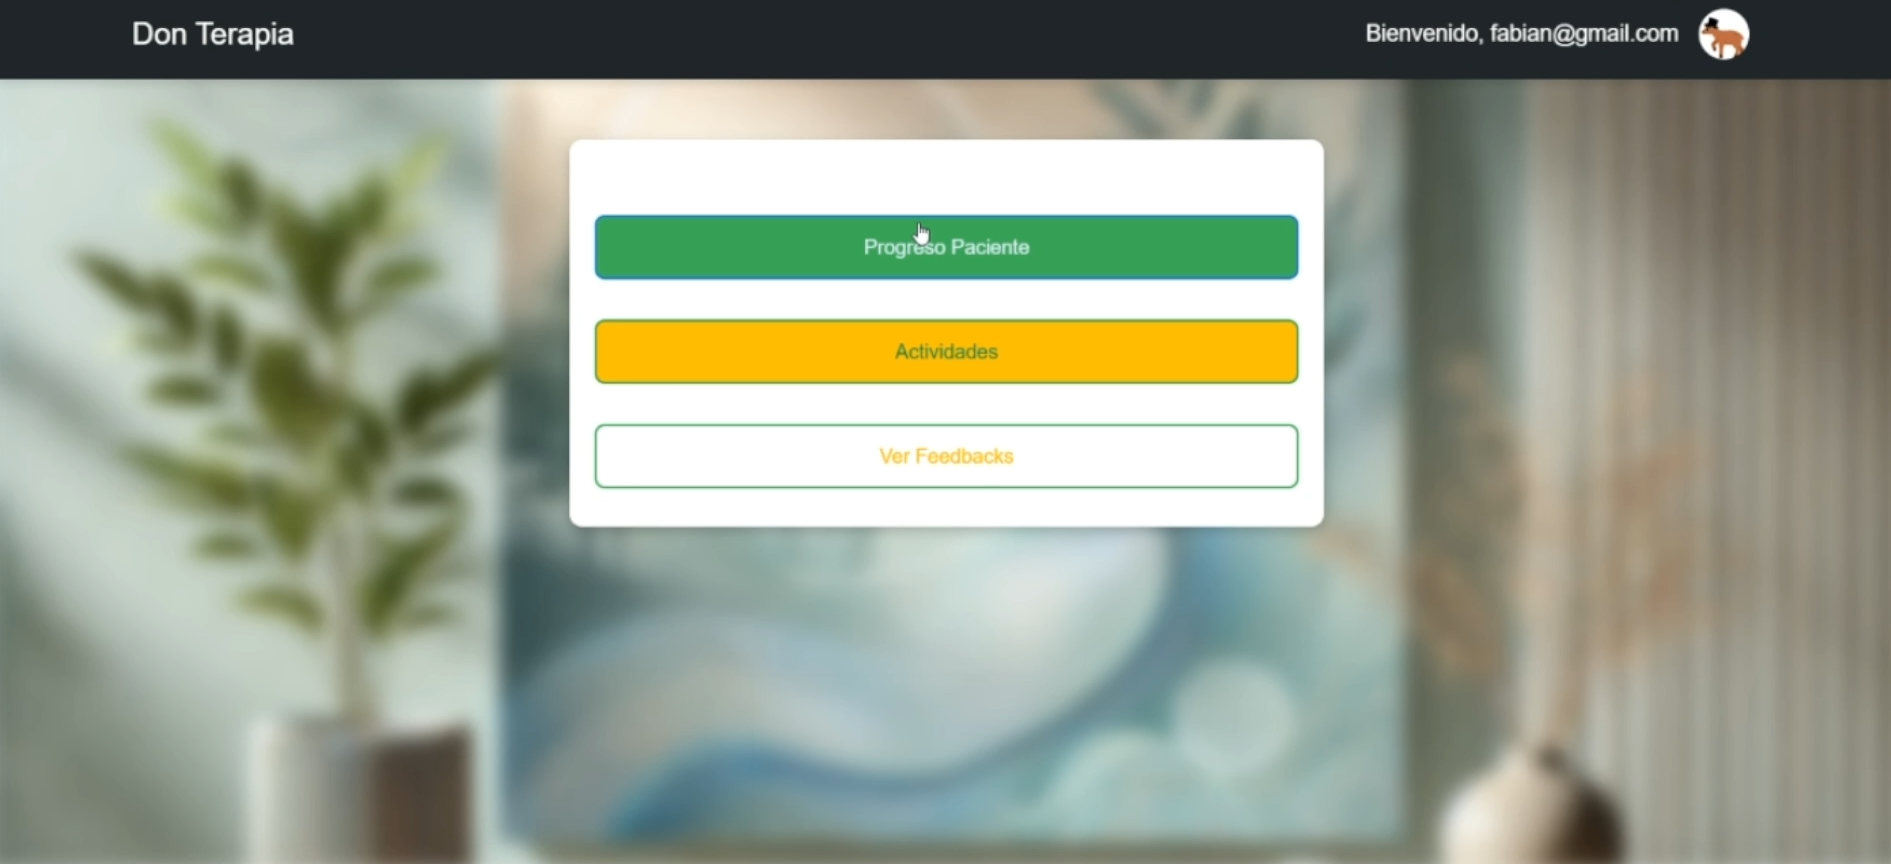 Don Terapia
Bienvenido, fabian@gmail.com
Progreso Paciente
Actividades
Ver Feedbacks